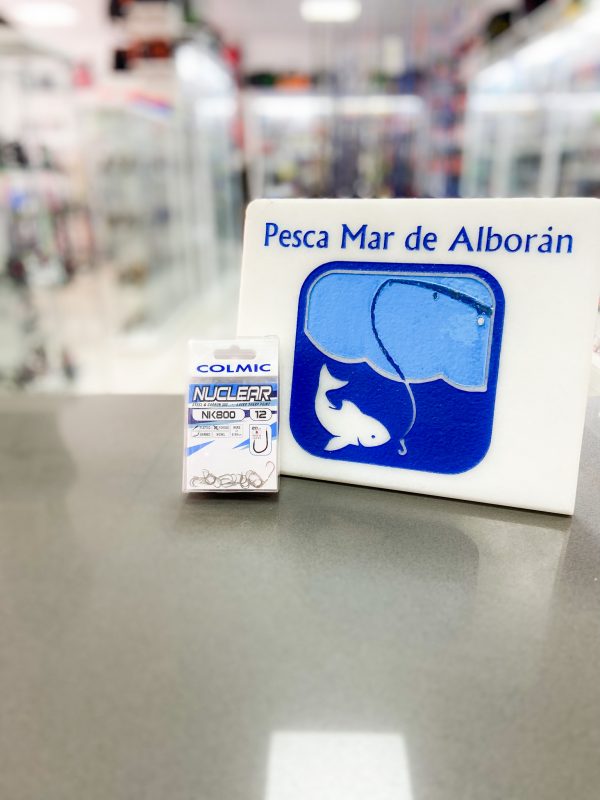 Pesca Mar de Alborán
COLMIC
NUCLEAR
NK800 12